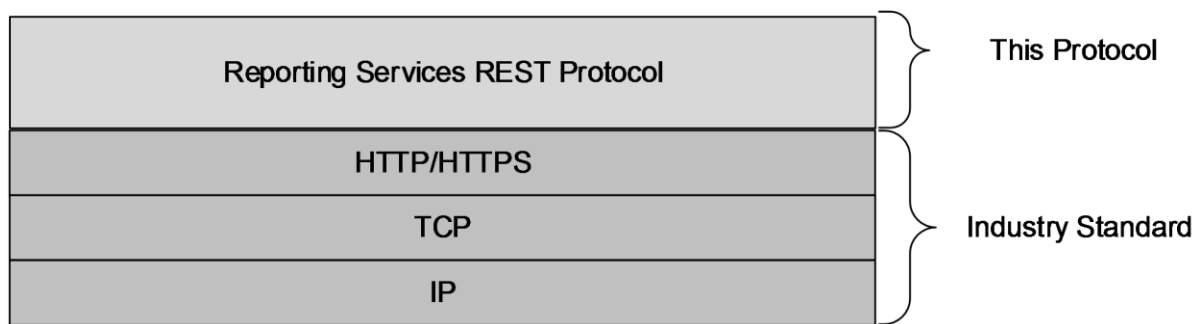 Reporting Services REST Protocol
This Protocol
HTTP/HTTPS
TCP
Industry Standard
IP